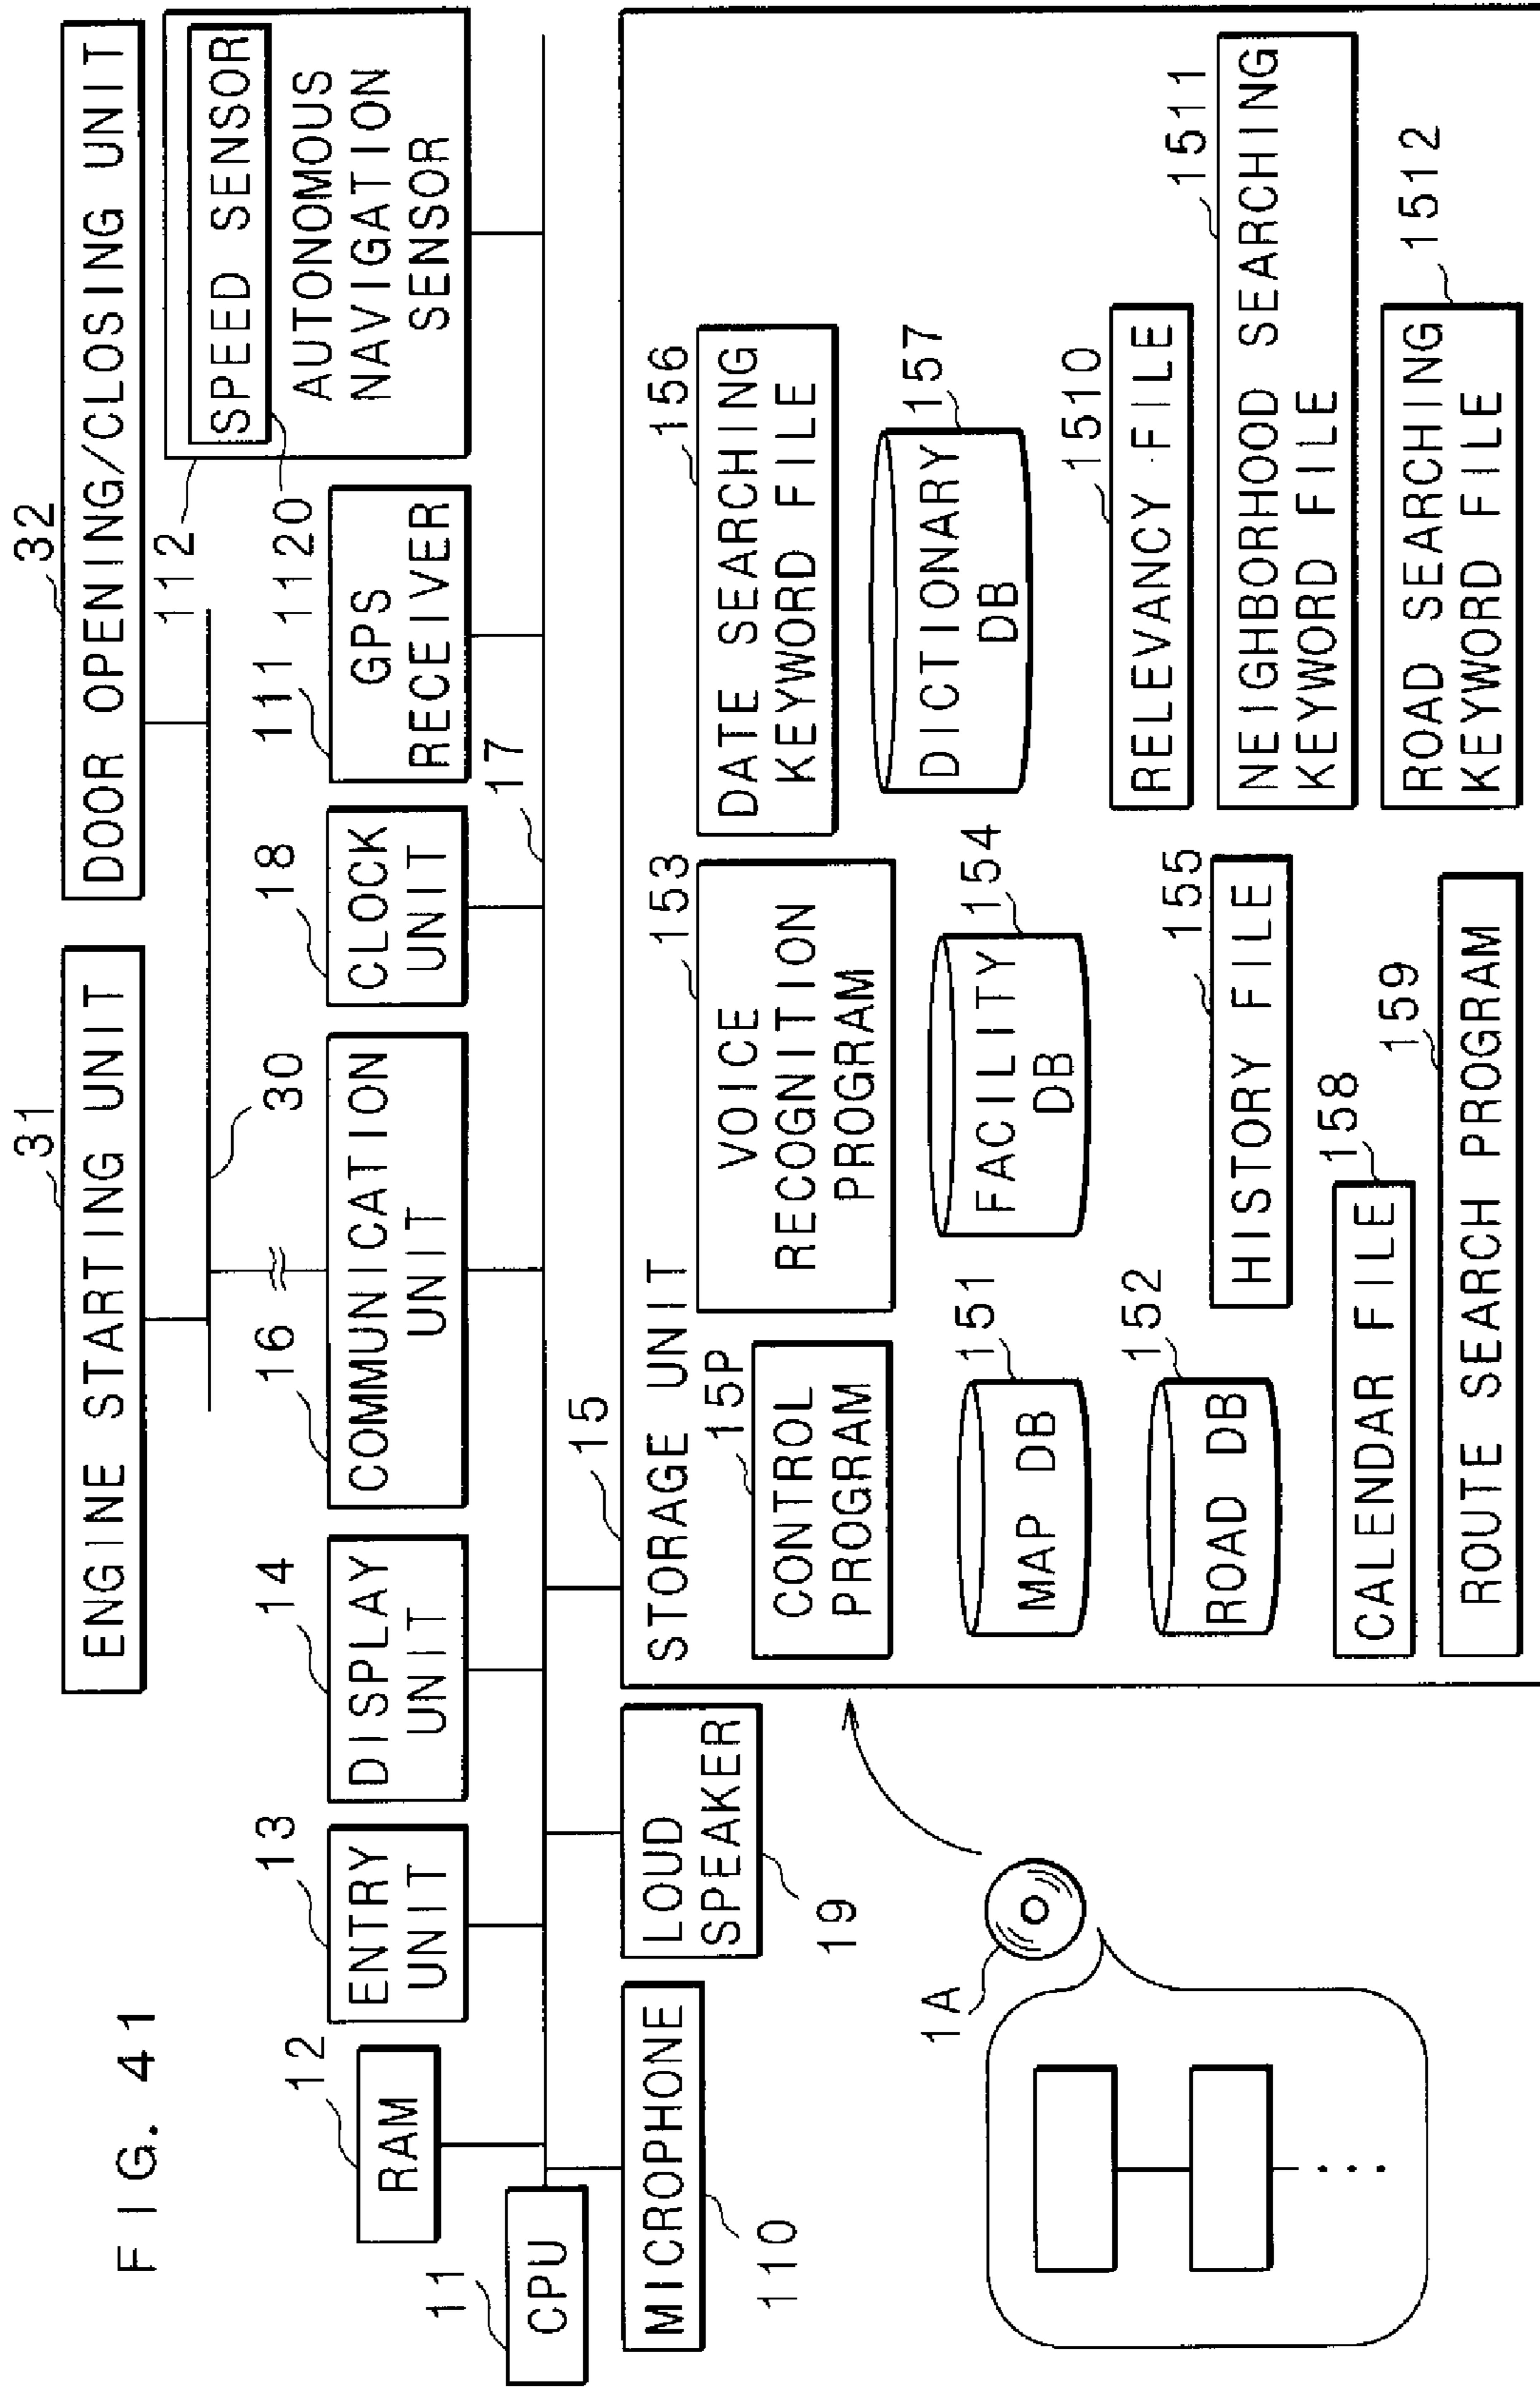 FIG. 41
31
ENGINE STARTING UNIT
32
DOOR OPENING/CLOSING UNIT
30
112
11
CPU
12
RAM
13
ENTRY
UNIT
14
DISPLAY
UNIT
16
COMMUNICATION
UNIT
18
CLOCK
UNIT
111
GPS
RECEIVER
1120
SPEED SENSOR
AUTONOMOUS
NAVIGATION
SENSOR
17
110
MICROPHONE
19
LOUD
SPEAKER
15
STORAGE UNIT
15P
CONTROL
PROGRAM
153
VOICE
RECOGNITION
PROGRAM
156
DATE SEARCHING
KEYWORD FILE
151
MAP DB
154
FACILITY
DB
157
DICTIONARY
DB
152
ROAD DB
155
HISTORY FILE
1510
RELEVANCY FILE
1511
NEIGHBORHOOD SEARCHING
KEYWORD FILE
158
CALENDAR FILE
159
ROUTE SEARCH PROGRAM
1512
ROAD SEARCHING
KEYWORD FILE
1A